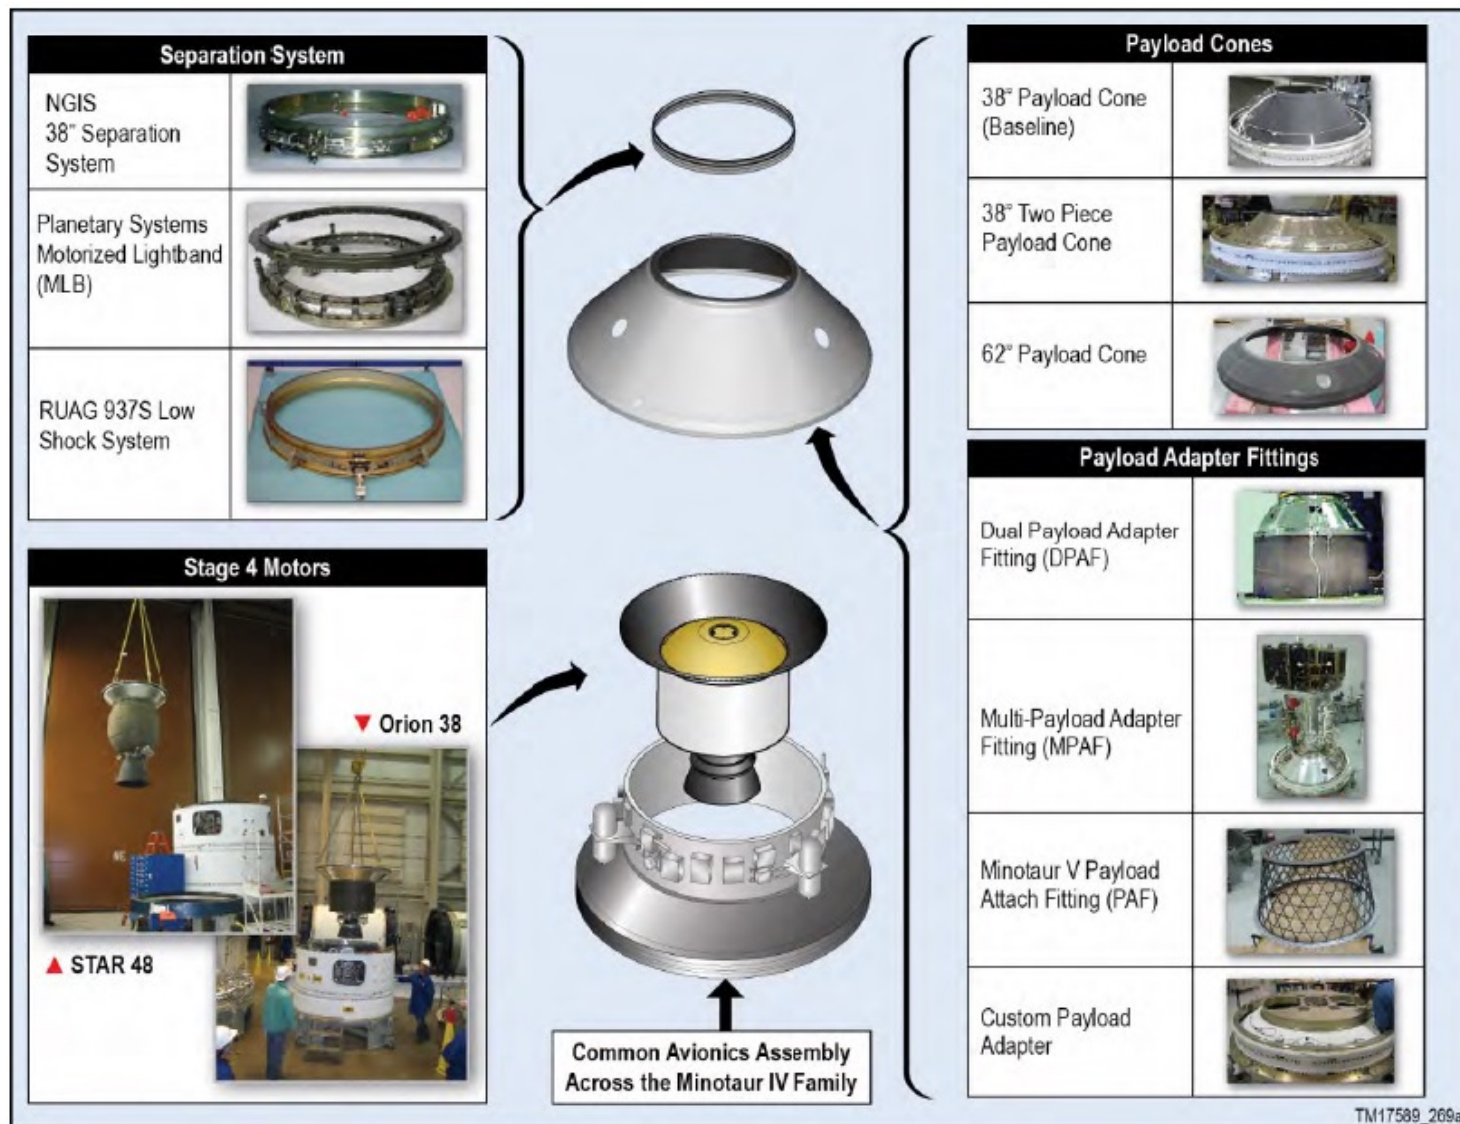 Separation System
NGIS
38" Separation
System
Planetary Systems
Motorized Lightband
(MLB)
RUAG 937S Low
Shock System
Stage 4 Motors
▼ Orion 38
▲ STAR 48
Common Avionics Assembly
Across the Minotaur IV Family
Payload Cones
38" Payload Cone
(Baseline)
38" Two Piece
Payload Cone
62" Payload Cone
Payload Adapter Fittings
Dual Payload Adapter
Fitting (DPAF)
Multi-Payload Adapter
Fitting (MPAF)
Minotaur V Payload
Attach Fitting (PAF)
Custom Payload
Adapter
TM17589_269a